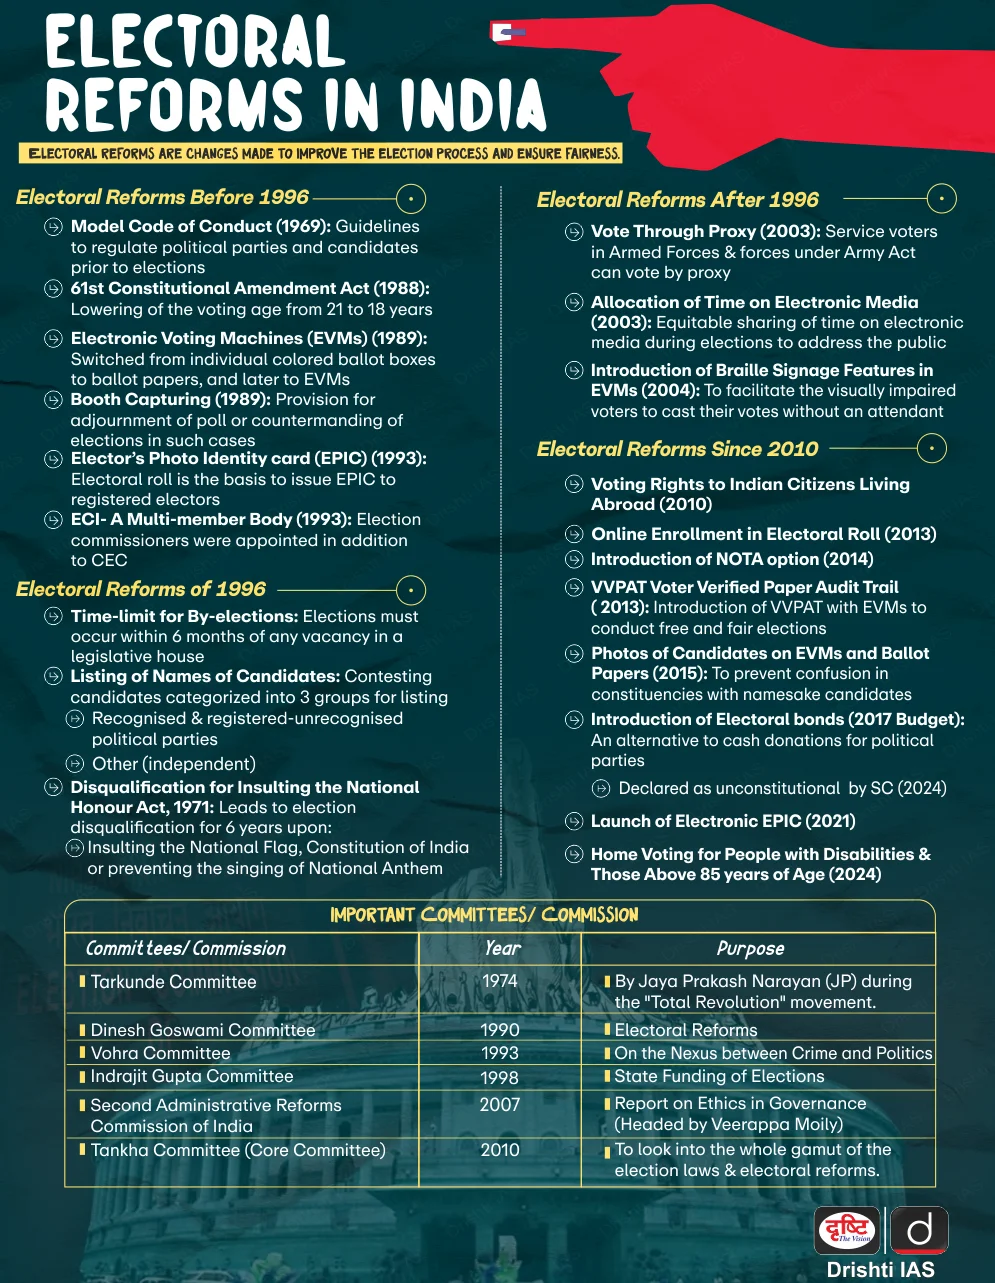 ELECTORAL
REFORMS IN INDIA
ELECTORAL REFORMS ARE CHANGES MADE TO IMPROVE THE ELECTION PROCESS AND ENSURE FAIRNESS.
Electoral Reforms Before 1996
Model Code of Conduct (1969): Guidelines
to regulate political parties and candidates
prior to elections
61st Constitutional Amendment Act (1988):
Lowering of the voting age from 21 to 18 years
Electronic Voting Machines (EVMs) (1989):
Switched from individual colored ballot boxes
to ballot papers, and later to EVMs
Booth Capturing (1989): Provision for
adjournment of poll or countermanding of
elections in such cases
Elector's Photo Identity card (EPIC) (1993):
Electoral roll is the basis to issue EPIC to
registered electors
ECI- A Multi-member Body (1993): Election
commissioners were appointed in addition
to CEC
Electoral Reforms of 1996
Time-limit for By-elections: Elections must
occur within 6 months of any vacancy in a
legislative house
Listing of Names of Candidates: Contesting
candidates categorized into 3 groups for listing
Recognised & registered-unrecognised
political parties
Other (independent)
Disqualification for Insulting the National
Honour Act, 1971: Leads to election
disqualification for 6 years upon:
Insulting the National Flag, Constitution of India
or preventing the singing of National Anthem
Electoral Reforms After 1996
Vote Through Proxy (2003): Service voters
in Armed Forces & forces under Army Act
can vote by proxy
Allocation of Time on Electronic Media
(2003): Equitable sharing of time on electronic
media during elections to address the public
Introduction of Braille Signage Features in
EVMs (2004): To facilitate the visually impaired
voters to cast their votes without an attendant
Electoral Reforms Since 2010
Voting Rights to Indian Citizens Living
Abroad (2010)
Online Enrollment in Electoral Roll (2013)
Introduction of NOTA option (2014)
VVPAT Voter Verified Paper Audit Trail
( 2013): Introduction of VVPAT with EVMs to
conduct free and fair elections
Photos of Candidates on EVMs and Ballot
Papers (2015): To prevent confusion in
constituencies with namesake candidates
Introduction of Electoral bonds (2017 Budget):
An alternative to cash donations for political
parties
Declared as unconstitutional by SC (2024)
Launch of Electronic EPIC (2021)
Home Voting for People with Disabilities &
Those Above 85 years of Age (2024)
IMPORTANT COMMITTEES/ COMMISSION
Committees/ Commission Year Purpose
Tarkunde Committee 1974 By Jaya Prakash Narayan (JP) during
the "Total Revolution" movement.
Dinesh Goswami Committee 1990 Electoral Reforms
Vohra Committee 1993 On the Nexus between Crime and Politics
Indrajit Gupta Committee 1998 State Funding of Elections
Second Administrative Reforms 2007 Report on Ethics in Governance
Commission of India (Headed by Veerappa Moily)
Tankha Committee (Core Committee) 2010 To look into the whole gamut of the
election laws & electoral reforms.
दृष्टि
The Vision
d
Drishti IAS